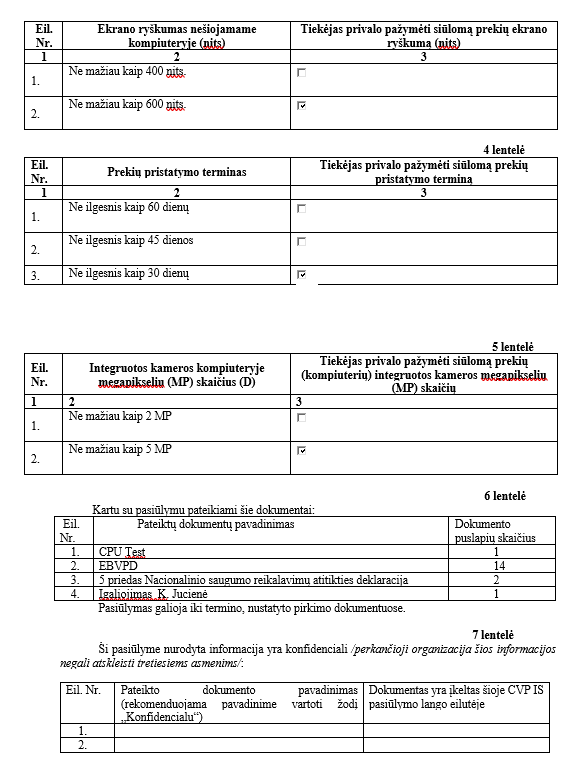 Eil. Nr. Ekrano ryškumas nešiojamame kompiuteryje (nits) Tiekėjas privalo pažymėti siūlomą prekių ekrano ryškumą (nits)
1 2 3
1. Ne mažiau kaip 400 nits. ☐
2. Ne mažiau kaip 600 nits. ☑
4 lentelė
Eil. Nr. Prekių pristatymo terminas Tiekėjas privalo pažymėti siūlomą prekių pristatymo terminą
1 2 3
1. Ne ilgesnis kaip 60 dienų ☐
2. Ne ilgesnis kaip 45 dienos ☐
3. Ne ilgesnis kaip 30 dienų ☑
5 lentelė
Eil. Nr. Integruotos kameros kompiuteryje megapikselių (MP) skaičius (D) Tiekėjas privalo pažymėti siūlomą prekių (kompiuterių) integruotos kameros megapikselių (MP) skaičių
1 2 3
1. Ne mažiau kaip 2 MP ☐
2. Ne mažiau kaip 5 MP ☑
6 lentelė
Kartu su pasiūlymu pateikiami šie dokumentai:
Eil. Nr. Pateiktų dokumentų pavadinimas Dokumento puslapių skaičius
1. CPU Test 1
2. EBVPD 14
3. 5 priedas Nacionalinio saugumo reikalavimų atitikties deklaracija 2
4. Igaliojimas_K. Jucienė 1
Pasiūlymas galioja iki termino, nustatyto pirkimo dokumentuose.
7 lentelė
Ši pasiūlyme nurodyta informacija yra konfidenciali /perkančioji organizacija šios informacijos
negali atskleisti tretiesiems asmenims/:
Eil. Nr. Pateikto dokumento pavadinimas (rekomenduojama pavadinime vartoti žodį „Konfidencialu“) Dokumentas yra įkeltas šioje CVP IS pasiūlymo lango eilutėje
1.
2.